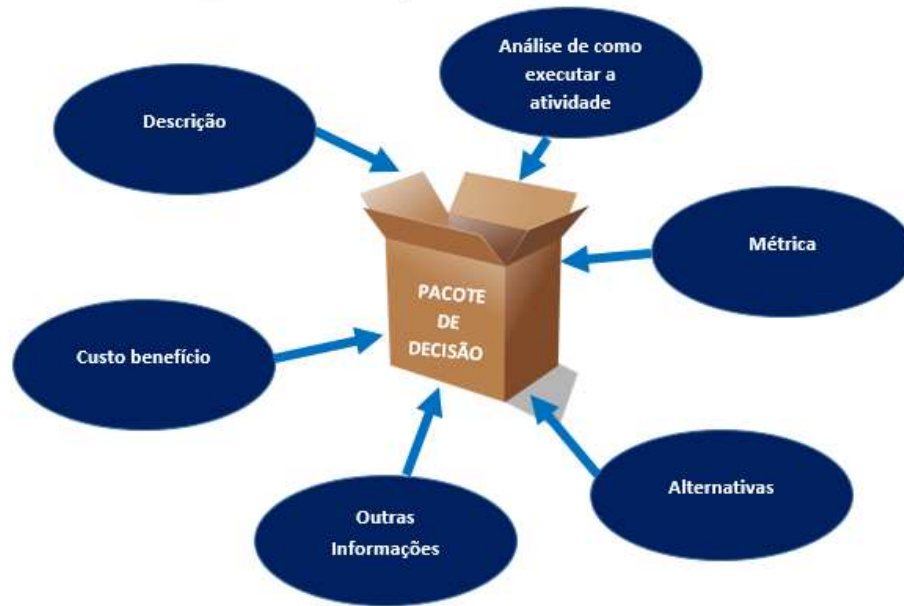 Análise de como
executar a
atividade
Descrição
Métrica
PACOTE
DE
DECISÃO
Custo benefício
Alternativas
Outras
Informações